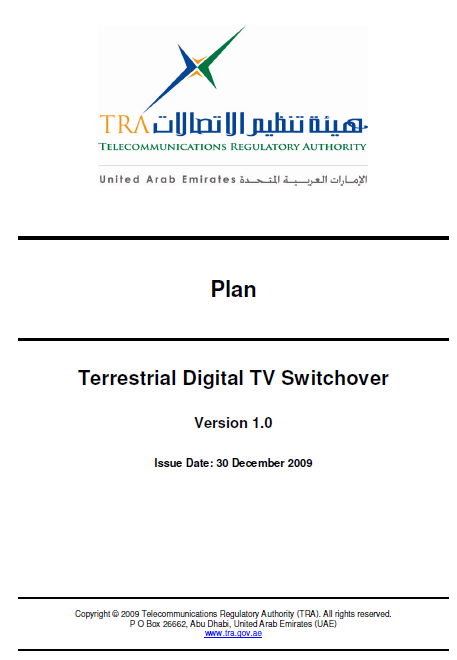 TRA هيئة تنظيم الاتصالات
TELECOMMUNICATIONS REGULATORY AUTHORITY
United Arab Emirates الإمارات العربية المتحدة
Plan
Terrestrial Digital TV Switchover
Version 1.0
Issue Date: 30 December 2009
Copyright © 2009 Telecommunications Regulatory Authority (TRA). All rights reserved.
P O Box 26662, Abu Dhabi, United Arab Emirates (UAE)
www.tra.gov.ae